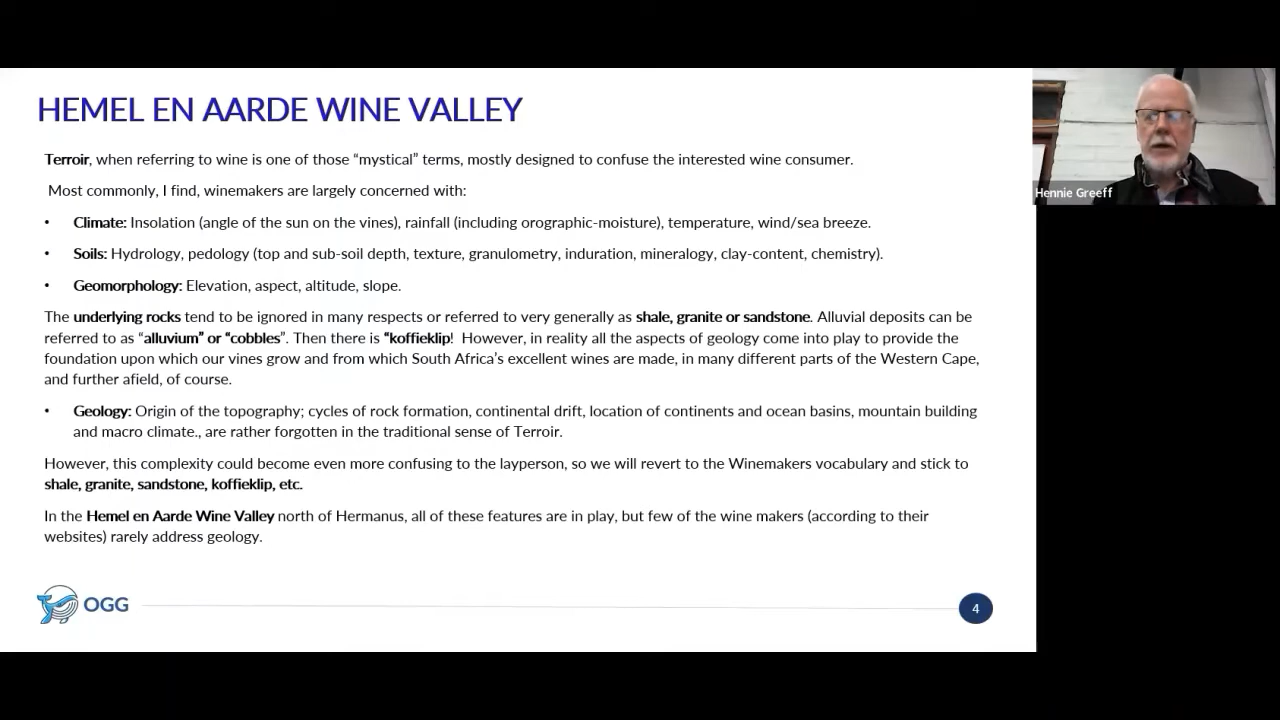 HEMEL EN AARDE WINE VALLEY
Terroir, when referring to wine is one of those “mystical” terms, mostly designed to confuse the interested wine consumer.
Most commonly, I find, winemakers are largely concerned with:
• Climate: Insolation (angle of the sun on the vines), rainfall (including orographic-moisture), temperature, wind/sea breeze.
• Soils: Hydrology, pedology (top and sub-soil depth, texture, granulometry, induration, mineralogy, clay-content, chemistry).
• Geomorphology: Elevation, aspect, altitude, slope.
The underlying rocks tend to be ignored in many respects or referred to very generally as shale, granite or sandstone. Alluvial deposits can be
referred to as “alluvium” or “cobbles”. Then there is “koffieklip! However, in reality all the aspects of geology come into play to provide the
foundation upon which our vines grow and from which South Africa’s excellent wines are made, in many different parts of the Western Cape,
and further afield, of course.
• Geology: Origin of the topography; cycles of rock formation, continental drift, location of continents and ocean basins, mountain building
and macro climate., are rather forgotten in the traditional sense of Terroir.
However, this complexity could become even more confusing to the layperson, so we will revert to the Winemakers vocabulary and stick to
shale, granite, sandstone, koffieklip, etc.
In the Hemel en Aarde Wine Valley north of Hermanus, all of these features are in play, but few of the wine makers (according to their
websites) rarely address geology.
OGG
4
Hennie Greeff